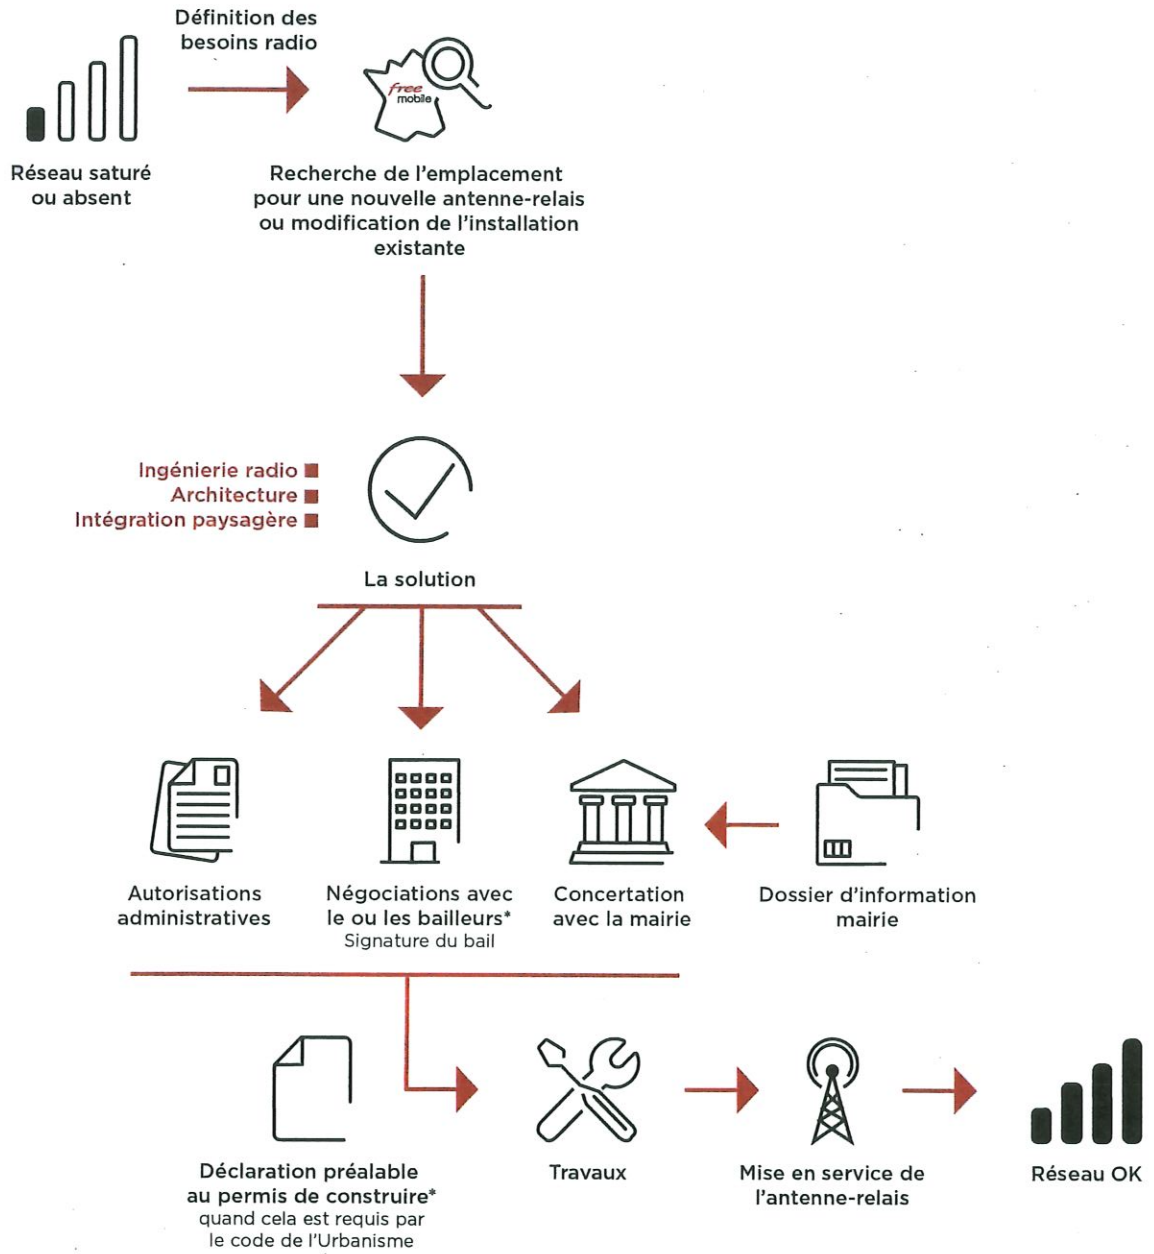 Définition des
besoins radio
free
mobile
Réseau saturé
ou absent
Recherche de l'emplacement
pour une nouvelle antenne-relais
ou modification de l'installation
existante
Ingénierie radio
Architecture
Intégration paysagère
La solution
Autorisations
administratives
Négociations avec
le ou les bailleurs*
Signature du bail
Concertation
avec la mairie
Dossier d'information
mairie
Déclaration préalable
au permis de construire*
quand cela est requis par
le code de l'Urbanisme
Travaux
Mise en service de
l'antenne-relais
Réseau OK